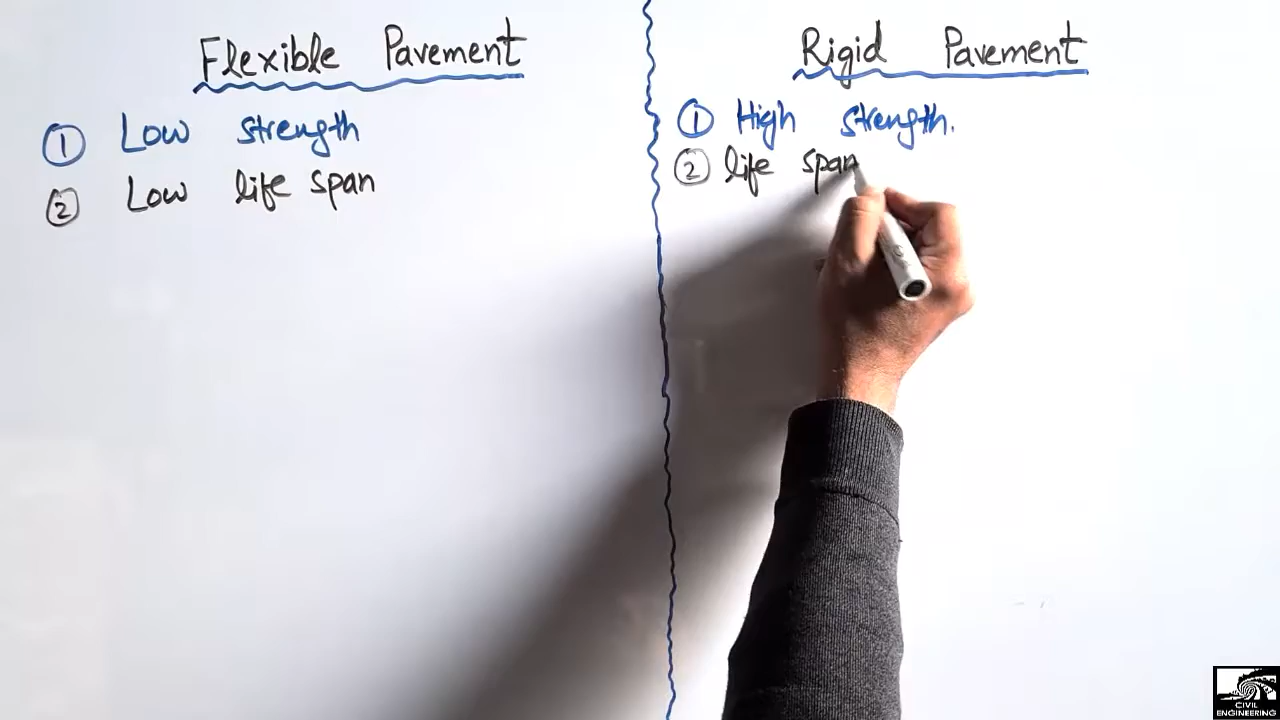 Flexible Pavement
① Low strength
② Low life span
Rigid Pavement
① High strength.
② life span
CIVIL
ENGINEERING